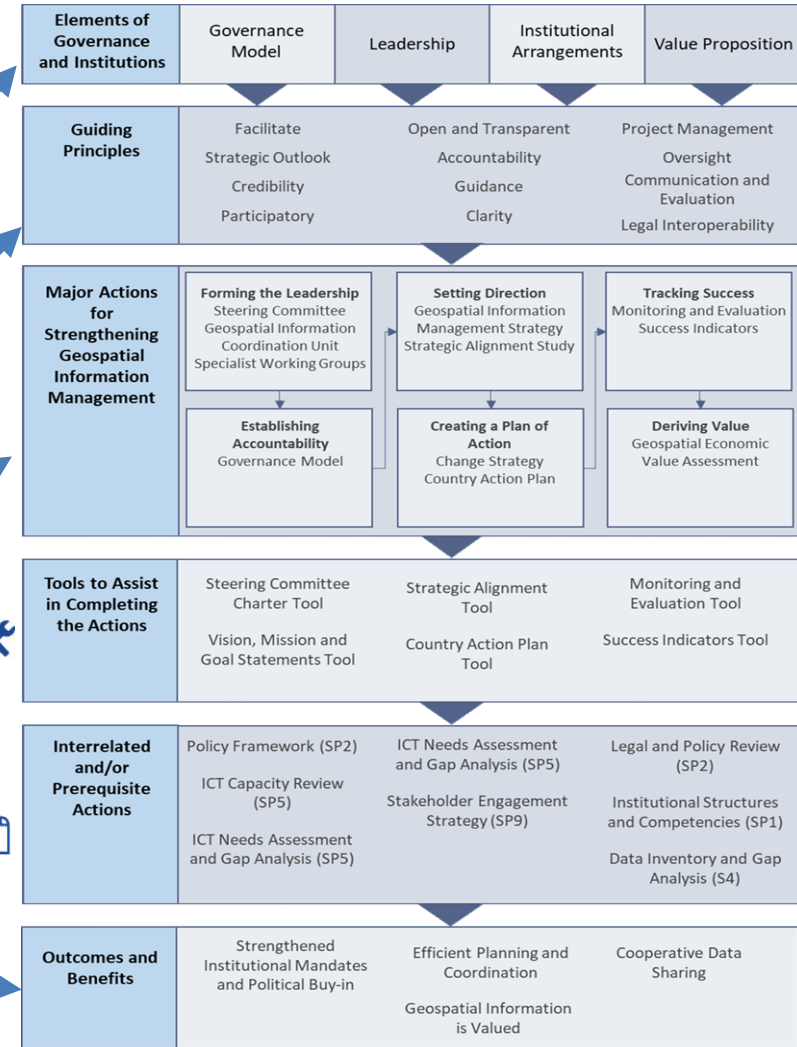 Elements of
Governance
and Institutions
Governance
Model
Leadership
Institutional
Arrangements
Value Proposition
Guiding
Principles
Facilitate
Strategic Outlook
Credibility
Participatory
Open and Transparent
Accountability
Guidance
Clarity
Project Management
Oversight
Communication and
Evaluation
Legal Interoperability
Major Actions
for
Strengthening
Geospatial
Information
Management
Forming the Leadership
Steering Committee
Geospatial Information
Coordination Unit
Specialist Working Groups
Establishing
Accountability
Governance Model
Setting Direction
Geospatial Information
Management Strategy
Strategic Alignment Study
Creating a Plan of
Action
Change Strategy
Country Action Plan
Tracking Success
Monitoring and Evaluation
Success Indicators
Deriving Value
Geospatial Economic
Value Assessment
Tools to Assist
in Completing
the Actions
Steering Committee
Charter Tool
Vision, Mission and
Goal Statements Tool
Strategic Alignment
Tool
Country Action Plan
Tool
Monitoring and
Evaluation Tool
Success Indicators Tool
Interrelated
and/or
Prerequisite
Actions
Policy Framework (SP2)
ICT Capacity Review
(SP5)
ICT Needs Assessment
and Gap Analysis (SP5)
ICT Needs Assessment
and Gap Analysis (SP5)
Stakeholder Engagement
Strategy (SP9)
Legal and Policy Review
(SP2)
Institutional Structures
and Competencies (SP1)
Data Inventory and Gap
Analysis (S4)
Outcomes and
Benefits
Strengthened
Institutional Mandates
and Political Buy-in
Efficient Planning and
Coordination
Geospatial Information
is Valued
Cooperative Data
Sharing